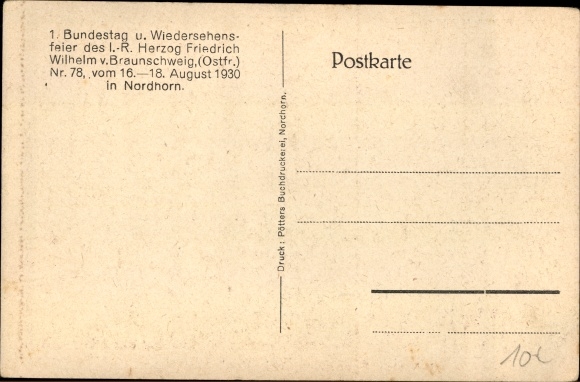 1. Bundestag u. Wiedersehens-
feier des I.-R. Herzog Friedrich
Wilhelm v. Braunschweig, (Ostfr.)
Nr. 78, vom 16.—18. August 1930
in Nordhorn.
Postkarte
Druck: Pötters Buchdruckerei, Nordhorn.